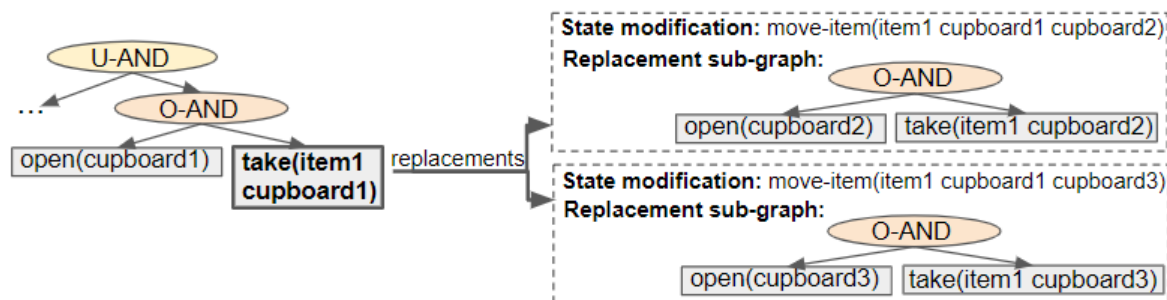 U-AND
...
O-AND
open(cupboard1)
take(item1
cupboard1)
replacements
State modification: move-item(item1 cupboard1 cupboard2)
Replacement sub-graph:
O-AND
open(cupboard2)
take(item1 cupboard2)
State modification: move-item(item1 cupboard1 cupboard3)
Replacement sub-graph:
O-AND
open(cupboard3)
take(item1 cupboard3)